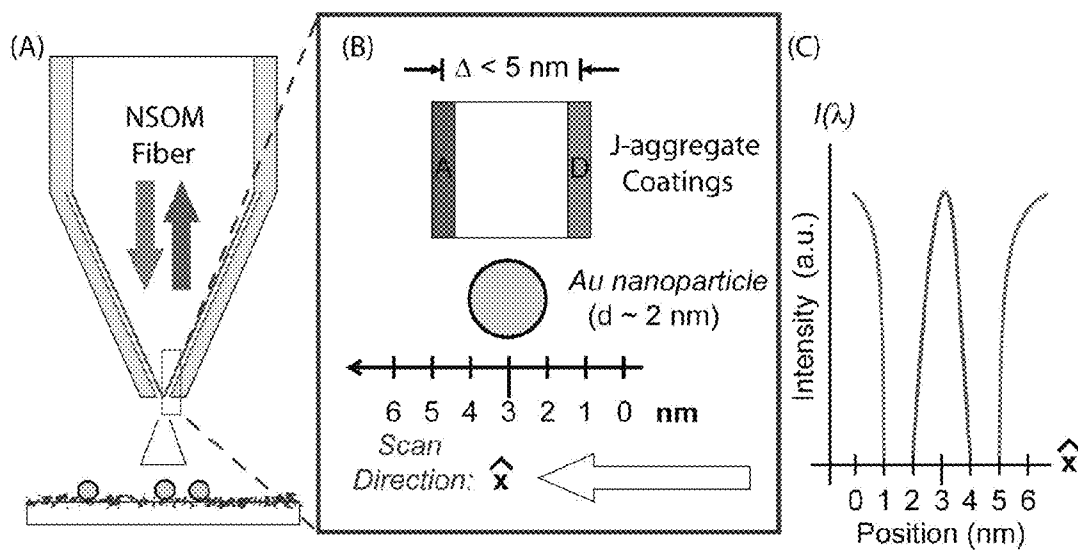 (A)
NSOM
Fiber
(B)
Δ < 5 nm
A
D
J-aggregate
Coatings
Au nanoparticle
(d ~ 2 nm)
6 5 4 3 2 1 0 nm
Scan
Direction: x̂
(C)
I(λ)
Intensity (a.u.)
x̂
0 1 2 3 4 5 6
Position (nm)